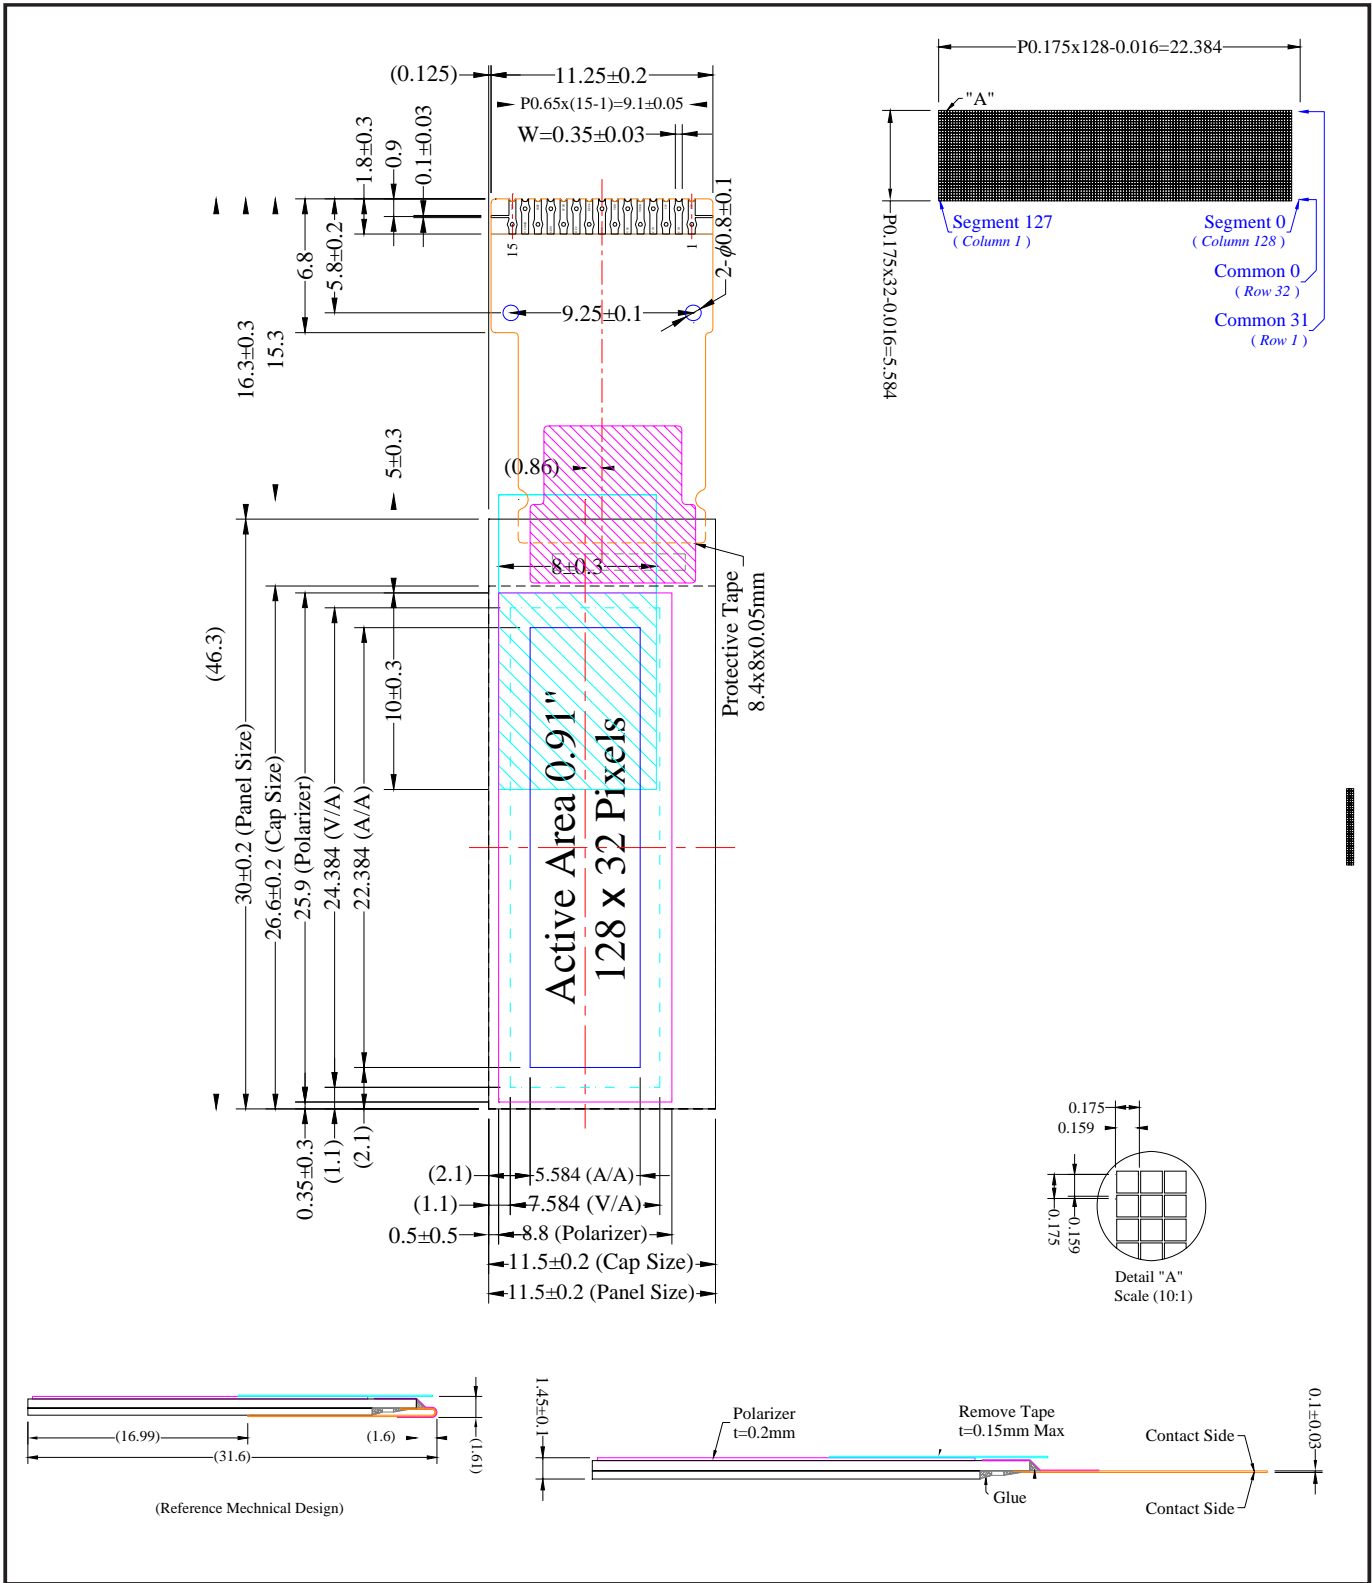 P0.175x128-0.016=22.384
"A"
P0.175x32-0.016=5.584
Segment 127
( Column 1 )
Segment 0
( Column 128 )
Common 0
( Row 32 )
Common 31
( Row 1 )
(0.125)
11.25±0.2
P0.65x(15-1)=9.1±0.05
W=0.35±0.03
1.8±0.3
0.9
0.1±0.03
2-ϕ0.8±0.1
15
1
6.8
5.8±0.2
9.25±0.1
16.3±0.3
15.3
5±0.3
(0.86)
8±0.3
Protective Tape
8.4x8x0.05mm
(46.3)
10±0.3
30±0.2 (Panel Size)
26.6±0.2 (Cap Size)
25.9 (Polarizer)
24.384 (V/A)
22.384 (A/A)
Active Area 0.91"
128 x 32 Pixels
0.35±0.3
(1.1)
(2.1)
(2.1)
5.584 (A/A)
(1.1)
7.584 (V/A)
0.5±0.5
8.8 (Polarizer)
11.5±0.2 (Cap Size)
11.5±0.2 (Panel Size)
0.175
0.159
0.175
0.159
Detail "A"
Scale (10:1)
(16.99)
(1.6)
(31.6)
(1.61)
(Reference Mechnical Design)
1.45±0.1
Polarizer
t=0.2mm
Remove Tape
t=0.15mm Max
Glue
Contact Side
Contact Side
0.1±0.03